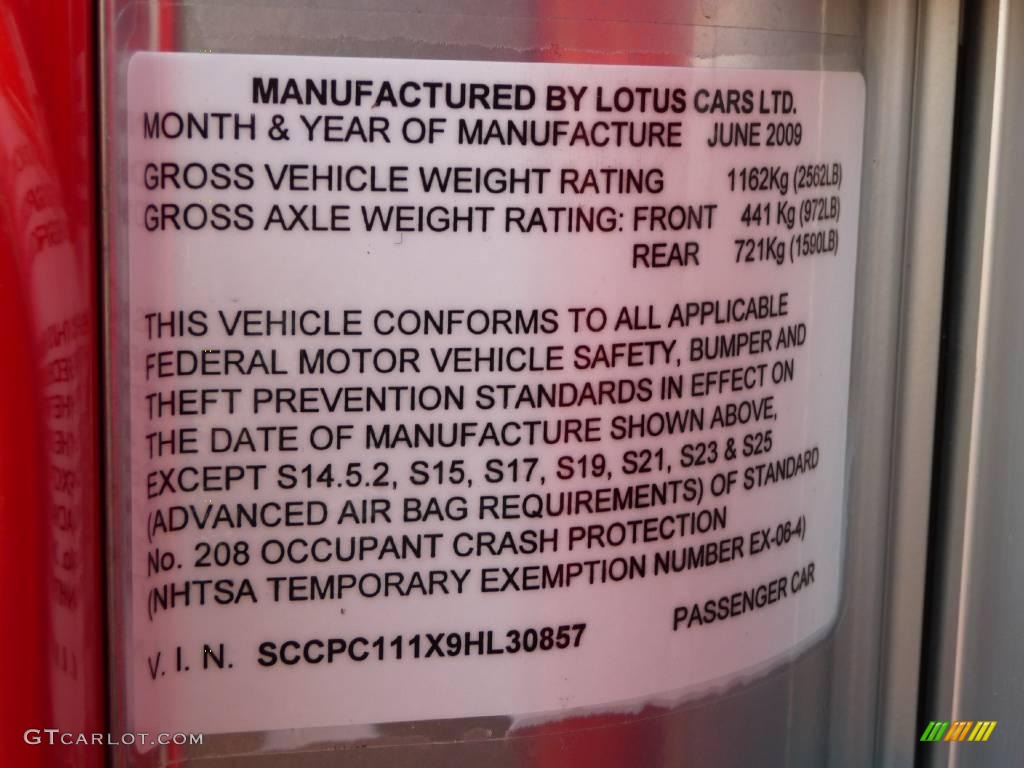 MANUFACTURED BY LOTUS CARS LTD.
MONTH & YEAR OF MANUFACTURE JUNE 2009
GROSS VEHICLE WEIGHT RATING 1162Kg (2562LB)
GROSS AXLE WEIGHT RATING: FRONT 441 Kg (972LB)
REAR 721Kg (1590LB)
THIS VEHICLE CONFORMS TO ALL APPLICABLE
FEDERAL MOTOR VEHICLE SAFETY, BUMPER AND
THEFT PREVENTION STANDARDS IN EFFECT ON
THE DATE OF MANUFACTURE SHOWN ABOVE,
EXCEPT S14.5.2, S15, S17, S19, S21, S23 & S25
(ADVANCED AIR BAG REQUIREMENTS) OF STANDARD
No. 208 OCCUPANT CRASH PROTECTION
(NHTSA TEMPORARY EXEMPTION NUMBER EX-06-4)
PASSENGER CAR
V. I. N. SCCPC111X9HL30857
GTCARLOT.COM